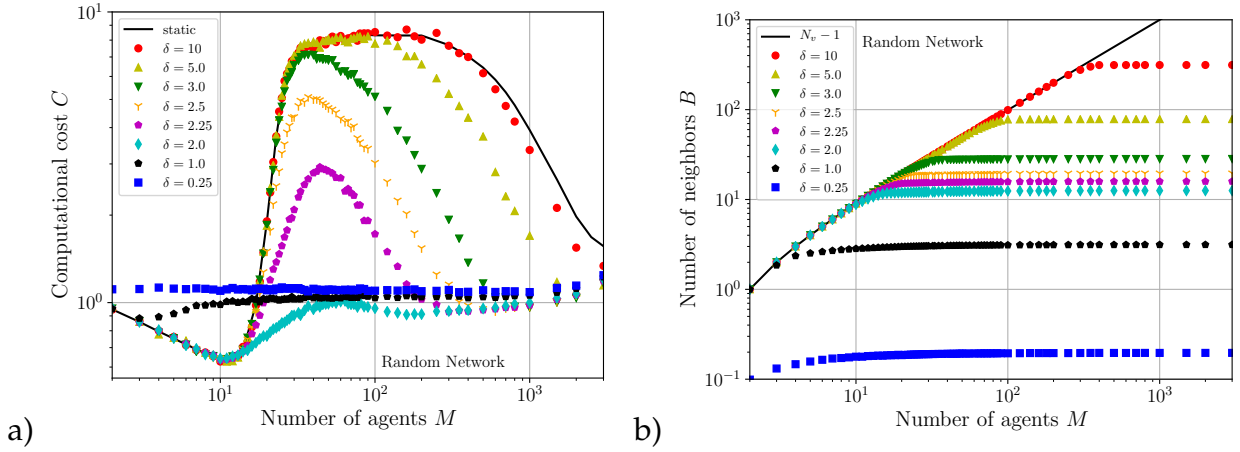 Computational cost C
10^1
10^0
static
δ = 10
δ = 5.0
δ = 3.0
δ = 2.5
δ = 2.25
δ = 2.0
δ = 1.0
δ = 0.25
Random Network
10^1
10^2
10^3
Number of agents M
a)
Number of neighbors B
10^3
10^2
10^1
10^0
10^-1
N_v − 1
δ = 10
δ = 5.0
δ = 3.0
δ = 2.5
δ = 2.25
δ = 2.0
δ = 1.0
δ = 0.25
Random Network
10^1
10^2
10^3
Number of agents M
b)